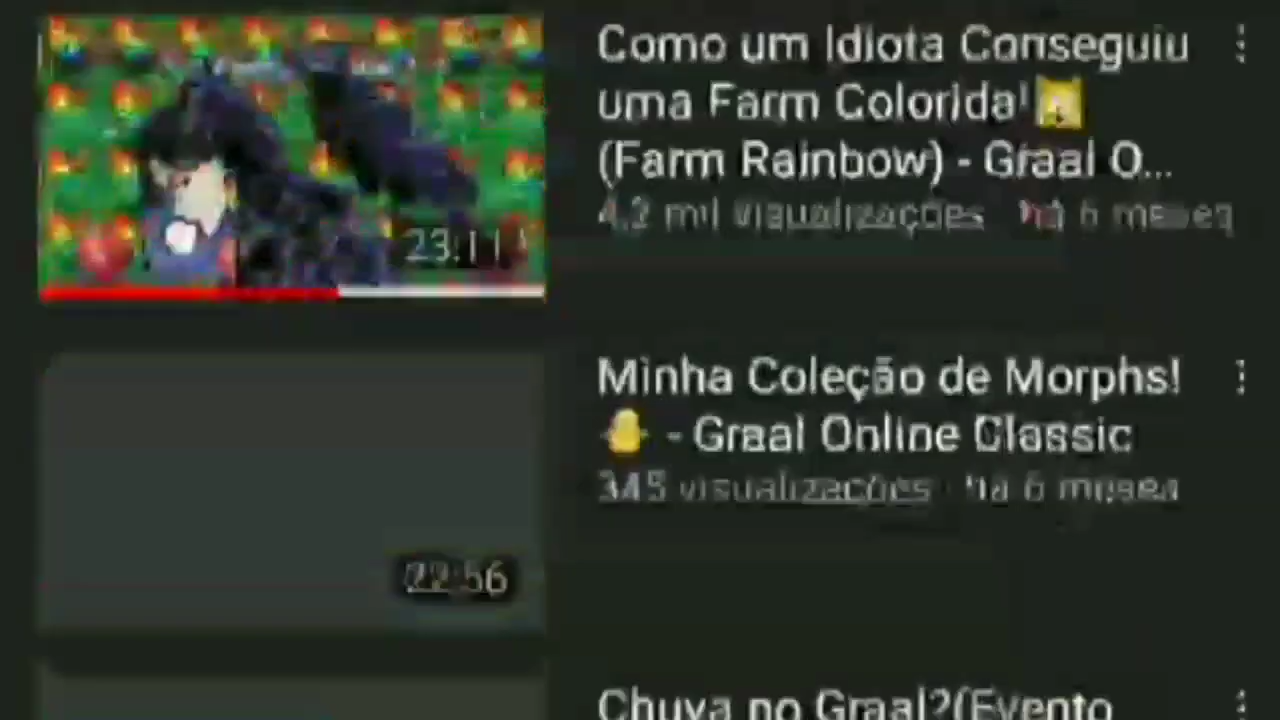 Como um Idiota Conseguiu
uma Farm Colorida!
(Farm Rainbow) - Graal O...
4,2 mil visualizações há 6 meses
23:11
Minha Coleção de Morphs!
- Graal Online Classic
345 visualizações · há 6 meses
22:56
Chuva no Graal?(Evento